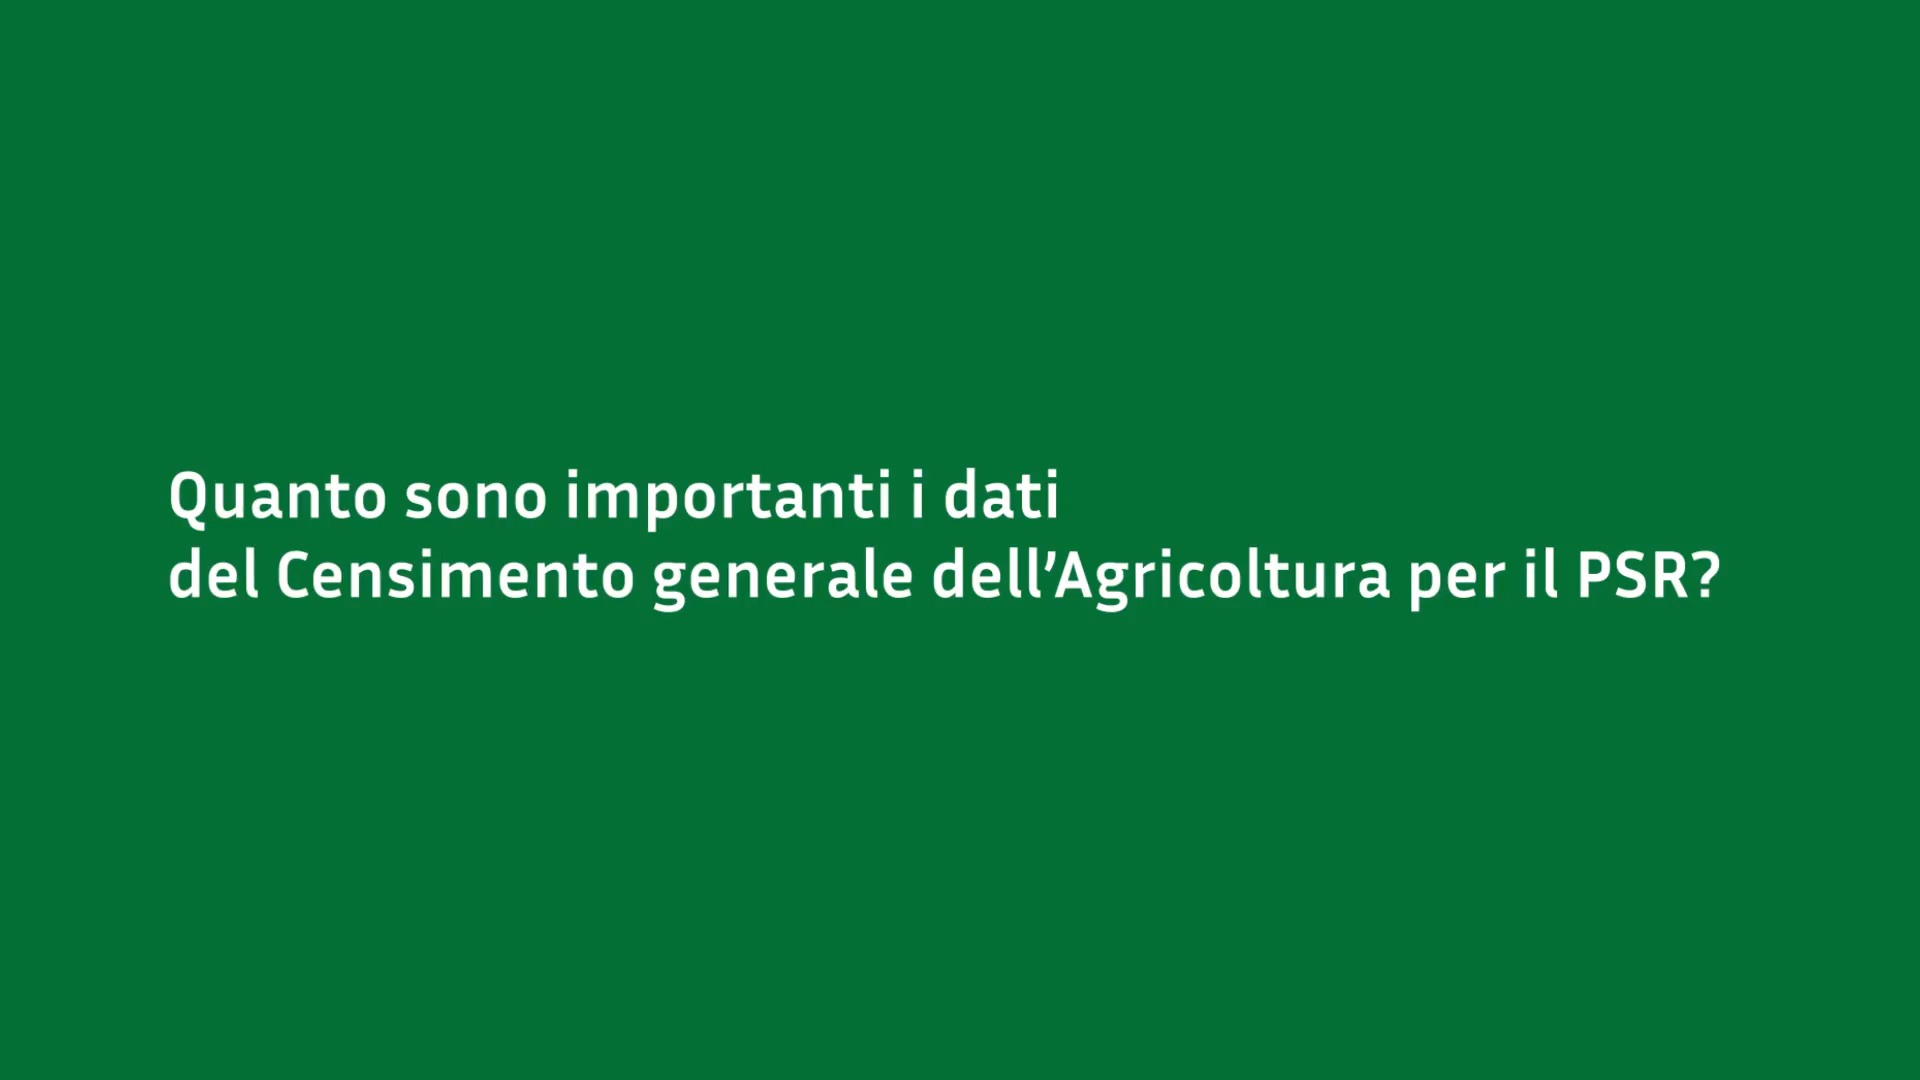 Quanto sono importanti i dati
del Censimento generale dell’Agricoltura per il PSR?